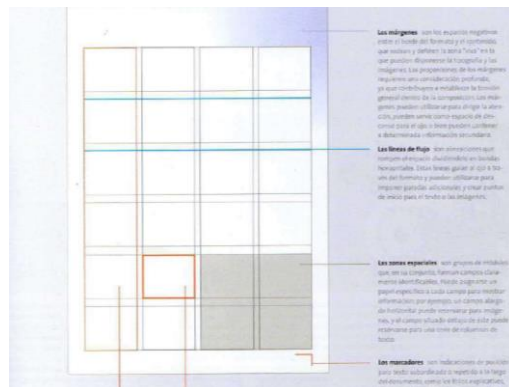 Los márgenes son los espacios negativos
entre el borde del formato y el contenido,
que rodean y definen la zona "viva" en la
que pueden disponerse la tipografía y las
imágenes. Las proporciones de los márgenes
requieren una consideración profunda,
ya que contribuyen a establecer la tensión
general dentro de la composición. Los már-
genes pueden utilizarse para dirigir la aten-
ción, pueden servir como espacio de des-
canso para el ojo o bien pueden contener
a determinada información secundaria.
Las líneas de flujo son alineaciones que
rompen el espacio dividiéndolo en bandas
horizontales. Estas líneas guían al ojo a tra-
vés del formato y pueden utilizarse para
imponer paradas adicionales y crear puntos
de inicio para el texto o las imágenes.
Las zonas espaciales son grupos de módulos
que, en su conjunto, forman campos clara-
mente identificables. Puede asignarse un
papel específico a cada campo para mostrar
información; por ejemplo, un campo alarga-
do horizontal puede reservarse para imáge-
nes, y el campo situado debajo de éste puede
reservarse para una serie de columnas de
texto.
Los marcadores son indicadores de posición
para texto subordinado o repetido a lo largo
del documento, como los folios explicativos,